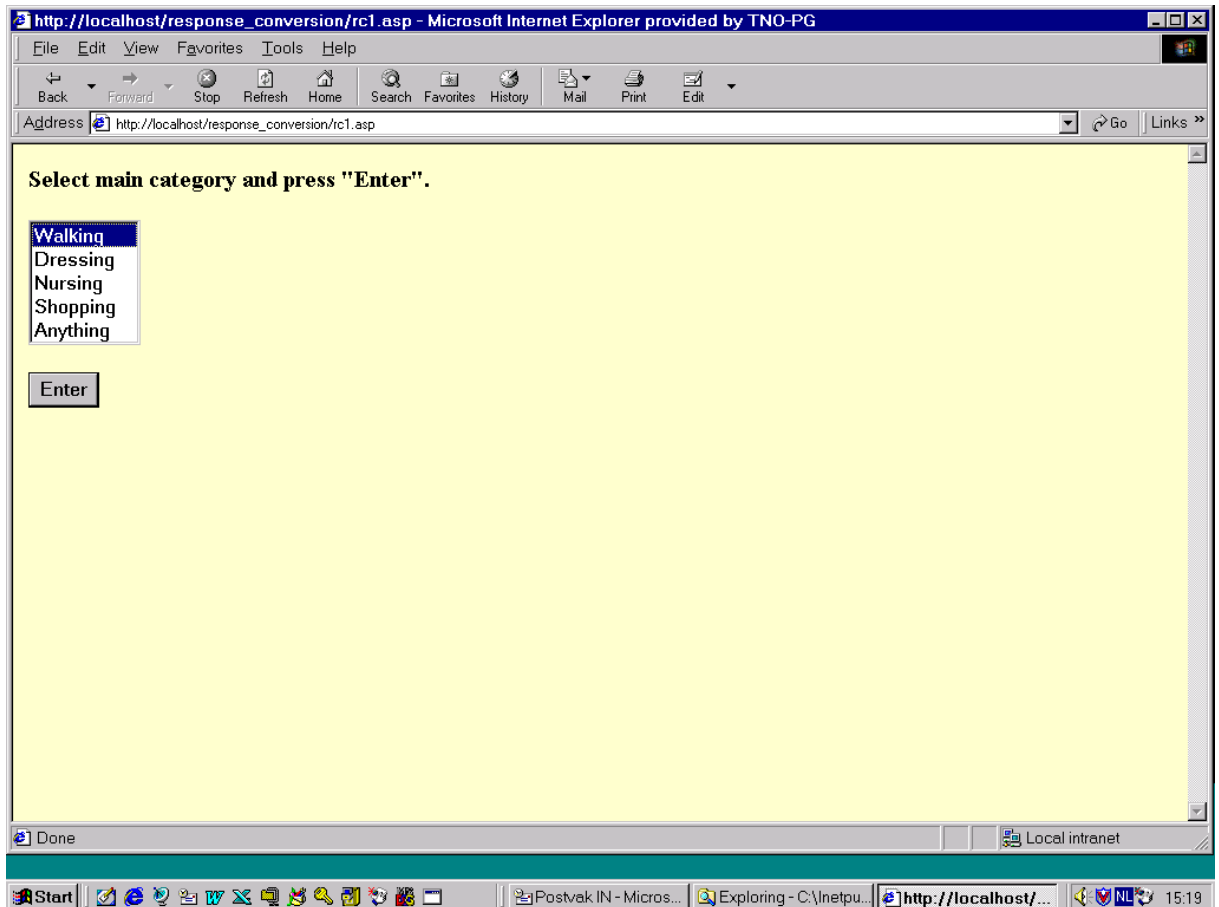 http://localhost/response_conversion/rc1.asp - Microsoft Internet Explorer provided by TNO-PG
File Edit View Favorites Tools Help
Back Forward Stop Refresh Home Search Favorites History Mail Print Edit
Address http://localhost/response_conversion/rc1.asp Go Links »
Select main category and press "Enter".
Walking
Dressing
Nursing
Shopping
Anything
Enter
Done Local intranet
Start Postvak IN - Micros... Exploring - C:\Inetpu... http://localhost/... NL 15:19